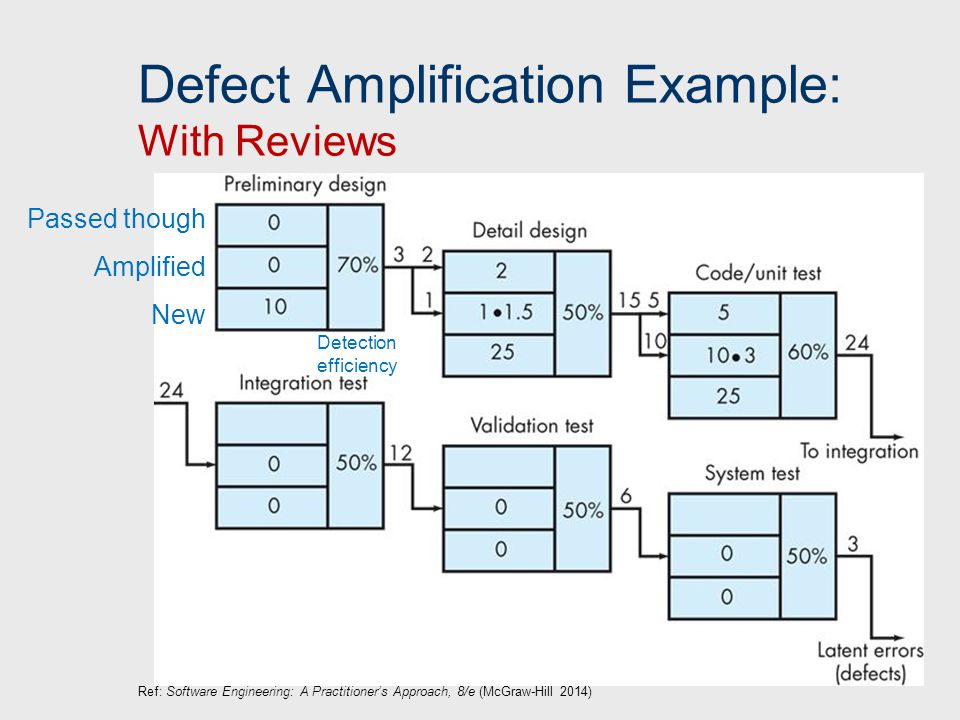 Defect Amplification Example:
With Reviews
Passed though
Amplified
New
Preliminary design
0
0
10
70%
Detection
efficiency
3
2
1
Detail design
2
1•1.5
25
50%
15
5
10
Code/unit test
5
10•3
25
60%
24
To integration
24
Integration test
0
0
50%
12
Validation test
0
0
50%
6
System test
0
0
50%
3
Latent errors
(defects)
Ref: Software Engineering: A Practitioner's Approach, 8/e (McGraw-Hill 2014)